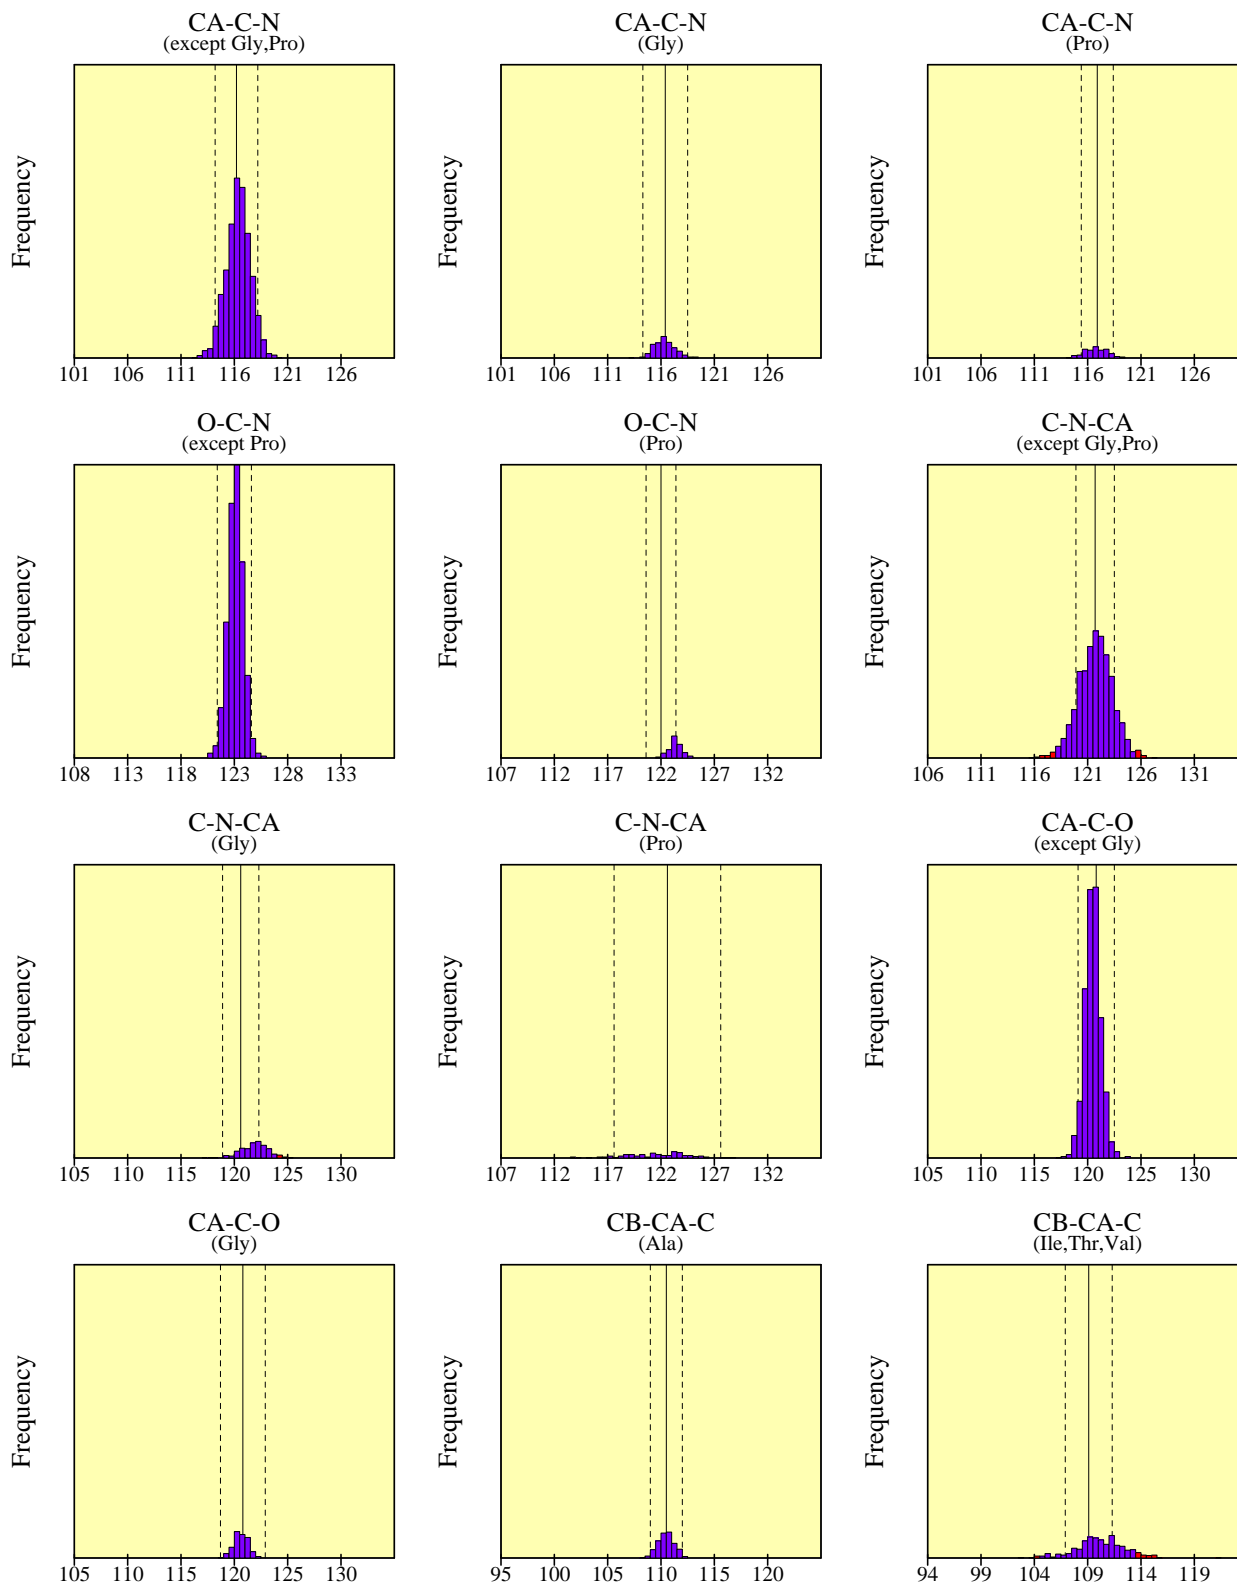 CA-C-N CA-C-N CA-C-N
(except Gly,Pro) (Gly) (Pro)
Frequency Frequency Frequency
101 106 111 116 121 126 101 106 111 116 121 126 101 106 111 116 121 126
O-C-N O-C-N C-N-CA
(except Pro) (Pro) (except Gly,Pro)
Frequency Frequency Frequency
108 113 118 123 128 133 107 112 117 122 127 132 106 111 116 121 126 131
C-N-CA C-N-CA CA-C-O
(Gly) (Pro) (except Gly)
Frequency Frequency Frequency
105 110 115 120 125 130 107 112 117 122 127 132 105 110 115 120 125 130
CA-C-O CB-CA-C CB-CA-C
(Gly) (Ala) (Ile,Thr,Val)
Frequency Frequency Frequency
105 110 115 120 125 130 95 100 105 110 115 120 94 99 104 109 114 119